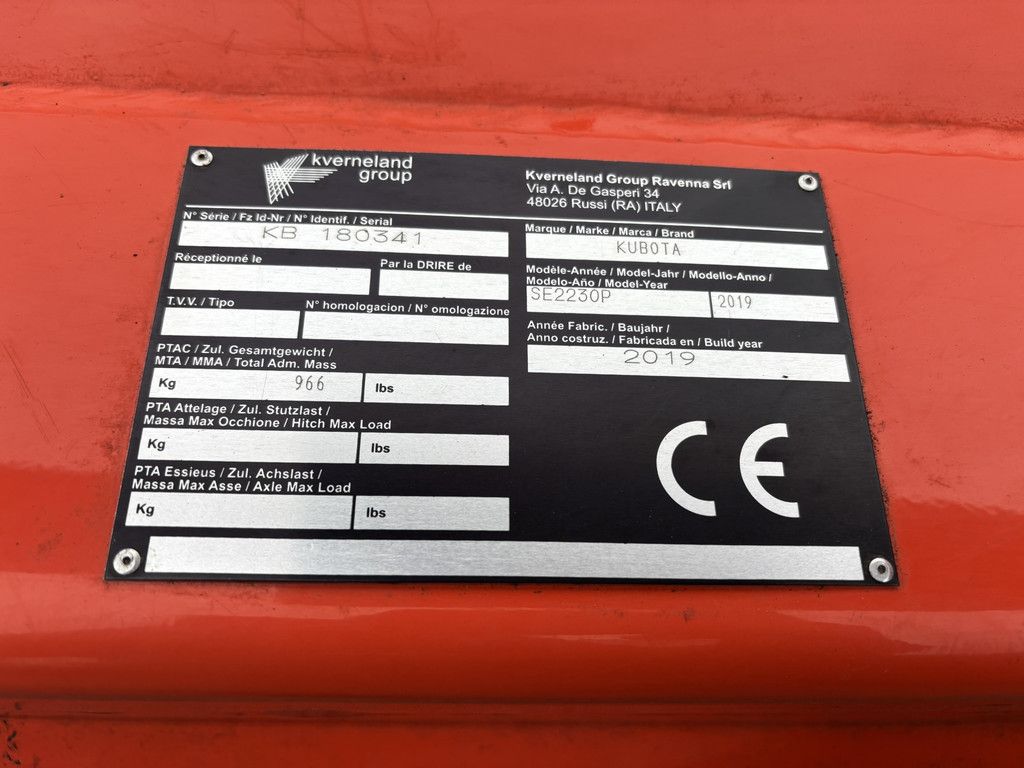 kverneland
group
Kverneland Group Ravenna Srl
Via A. De Gasperi 34
48026 Russi (RA) ITALY
N° Série / Fz Id-Nr / N° Identif. / Serial
KB 180341
Réceptionné le
Par la DRIRE de
T.V.V. / Tipo
N° homologacion / N° omologazione
PTAC / Zul. Gesamtgewicht /
MTA / MMA / Total Adm. Mass
Kg 966 lbs
PTA Attelage / Zul. Stutzlast /
Massa Max Occhione / Hitch Max Load
Kg lbs
PTA Essieus / Zul. Achslast /
Massa Max Asse / Axle Max Load
Kg lbs
Marque / Marke / Marca / Brand
KUBOTA
Modèle-Année / Model-Jahr / Modello-Anno /
Modelo-Año / Model-Year
SE2230P 2019
Année Fabric. / Baujahr /
Anno costruz. / Fabricada en / Build year
2019
CE